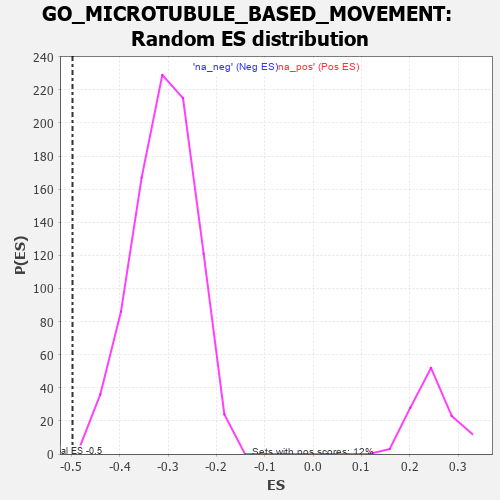 GO_MICROTUBULE_BASED_MOVEMENT:
Random ES distribution
'na_neg' (Neg ES)na_pos' (Pos ES)
240
220
200
180
160
140
120
100
80
60
40
20
0
P(ES)
al ES -0.5
Sets with pos scores: 12%
-0.5 -0.4 -0.3 -0.2 -0.1 0.0 0.1 0.2 0.3
ES